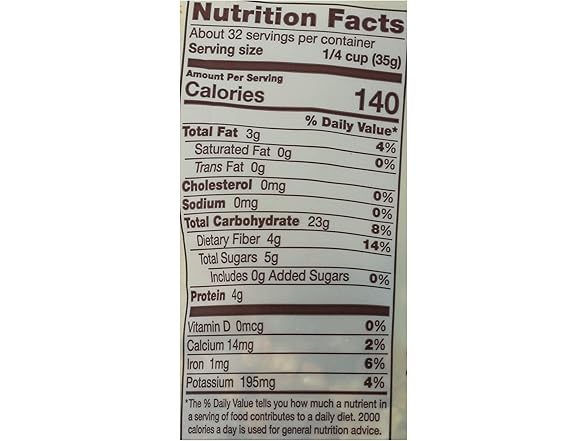 Nutrition Facts
About 32 servings per container
Serving size 1/4 cup (35g)
Amount Per Serving
Calories 140
% Daily Value*
Total Fat 3g 4%
Saturated Fat 0g 0%
Trans Fat 0g
Cholesterol 0mg 0%
Sodium 0mg 0%
Total Carbohydrate 23g 8%
Dietary Fiber 4g 14%
Total Sugars 5g
Includes 0g Added Sugars 0%
Protein 4g
Vitamin D 0mcg 0%
Calcium 14mg 2%
Iron 1mg 6%
Potassium 195mg 4%
*The % Daily Value tells you how much a nutrient in
a serving of food contributes to a daily diet. 2000
calories a day is used for general nutrition advice.